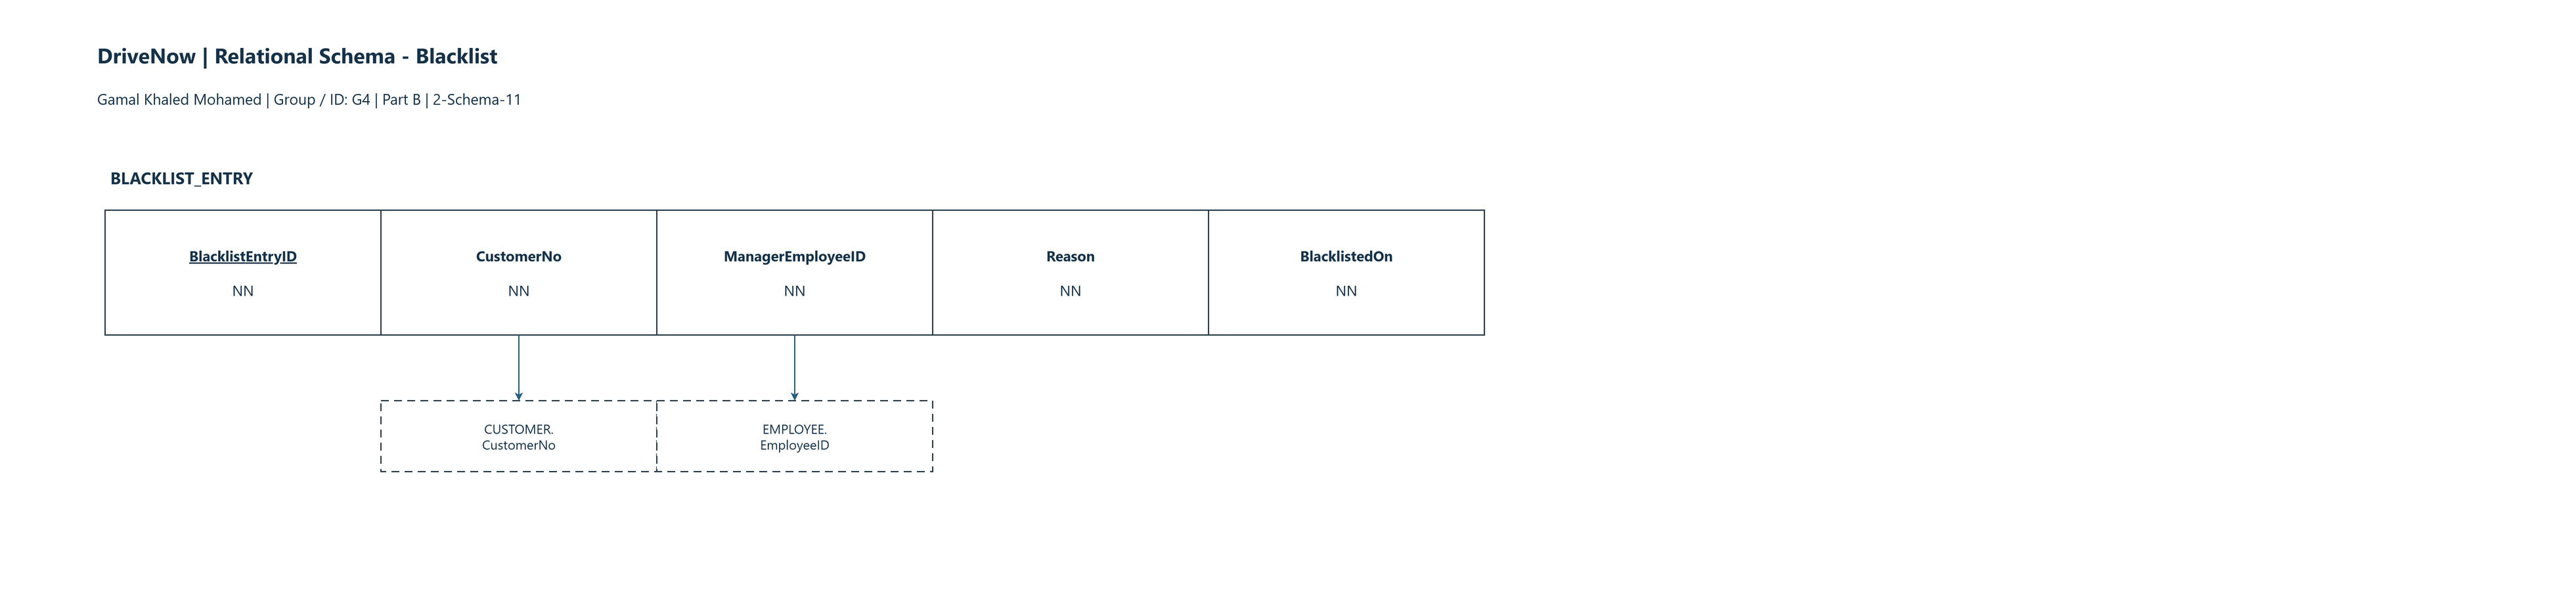 DriveNow | Relational Schema - Blacklist
Gamal Khaled Mohamed | Group / ID: G4 | Part B | 2-Schema-11
BLACKLIST_ENTRY
BlacklistEntryID
NN
CustomerNo
NN
ManagerEmployeeID
NN
Reason
NN
BlacklistedOn
NN
CUSTOMER.
CustomerNo
EMPLOYEE.
EmployeeID